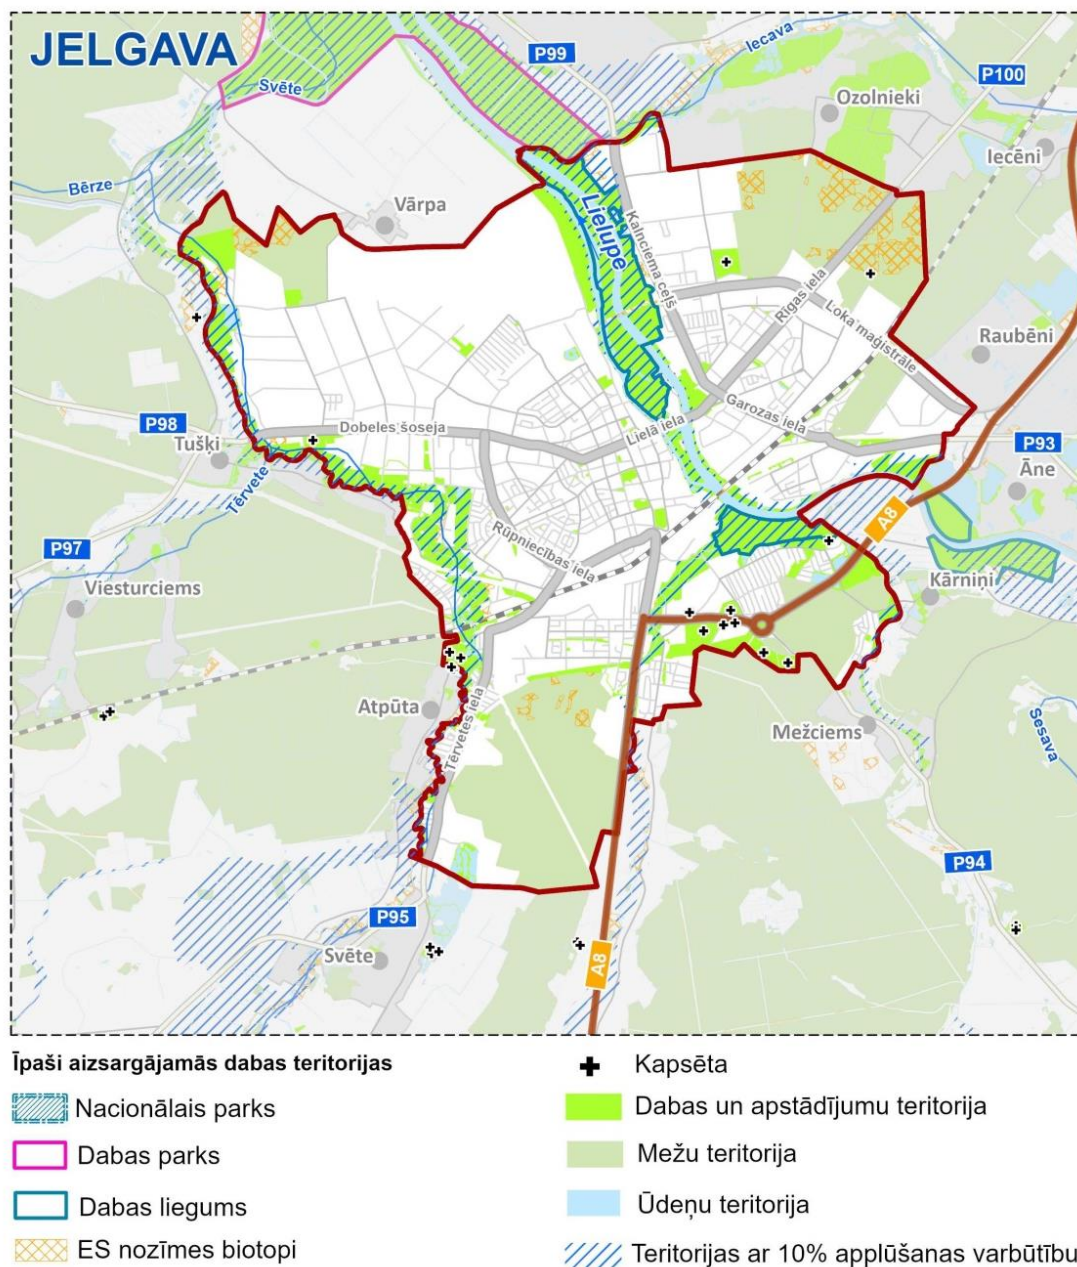 JELGAVA
P99
Iecava
P100
Svēte
Ozolnieki
Iecēni
Bērze
Vārpa
Lielupe
Kalnciema ceļš
Rīgas iela
Loka maģistrāle
Raubēni
P98
Dobeles šoseja
Lielā iela
Garozas iela
P93
Tušķi
Āne
Tērvete
A8
P97
Rūpniecības iela
Viesturciems
Kārniņi
Atpūta
Tērvetes iela
Mežciems
Sesava
P94
P95
Svēte
A8
Īpaši aizsargājamās dabas teritorijas
Nacionālais parks
Dabas parks
Dabas liegums
ES nozīmes biotopi
Kapsēta
Dabas un apstādījumu teritorija
Mežu teritorija
Ūdeņu teritorija
Teritorijas ar 10% applūšanas varbūtību